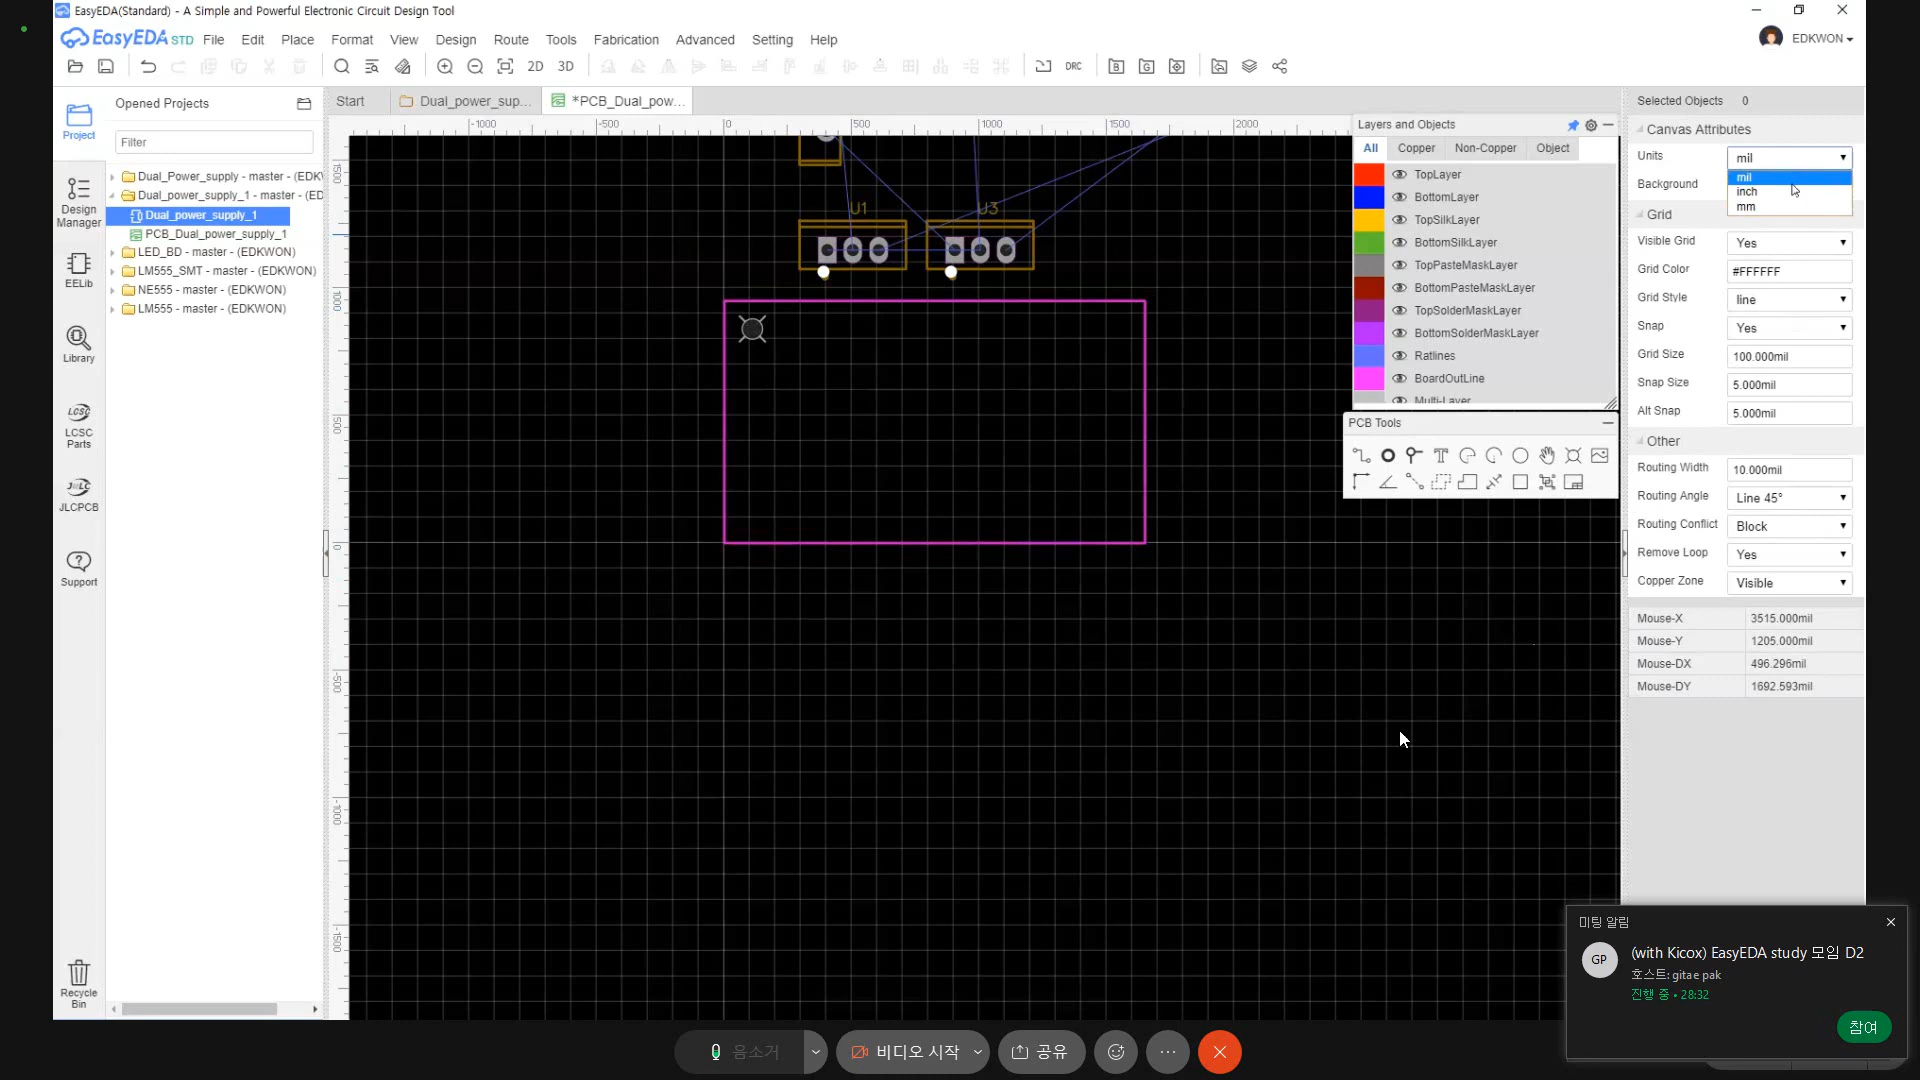 EasyEDA(Standard) - A Simple and Powerful Electronic Circuit Design Tool
EasyEDA STD File Edit Place Format View Design Route Tools Fabrication Advanced Setting Help
EDKWON
2D 3D DRC
Project
Design Manager
EELib
Library
LCSC
LCSC Parts
JLCPCB
Support
Recycle Bin
Opened Projects
Filter
Dual_Power_supply - master - (EDK
Dual_power_supply_1 - master - (ED
Dual_power_supply_1
PCB_Dual_power_supply_1
LED_BD - master - (EDKWON)
LM555_SMT - master - (EDKWON)
NE555 - master - (EDKWON)
LM555 - master - (EDKWON)
Start Dual_power_sup... *PCB_Dual_pow...
-1000 -500 0 500 1000 1500 2000
1500
1000
500
0
-500
-1000
-1500
U1 U3
Layers and Objects
All Copper Non-Copper Object
TopLayer
BottomLayer
TopSilkLayer
BottomSilkLayer
TopPasteMaskLayer
BottomPasteMaskLayer
TopSolderMaskLayer
BottomSolderMaskLayer
Ratlines
BoardOutLine
Multi-Layer
PCB Tools
Selected Objects 0
Canvas Attributes
Units mil
mil
inch
mm
Background
Grid
Visible Grid Yes
Grid Color #FFFFFF
Grid Style line
Snap Yes
Grid Size 100.000mil
Snap Size 5.000mil
Alt Snap 5.000mil
Other
Routing Width 10.000mil
Routing Angle Line 45°
Routing Conflict Block
Remove Loop Yes
Copper Zone Visible
Mouse-X 3515.000mil
Mouse-Y 1205.000mil
Mouse-DX 496.296mil
Mouse-DY 1692.593mil
미팅 알림
GP
(with Kicox) EasyEDA study 모임 D2
호스트: gitae pak
진행 중 • 28:32
참여
음소거 비디오 시작 공유